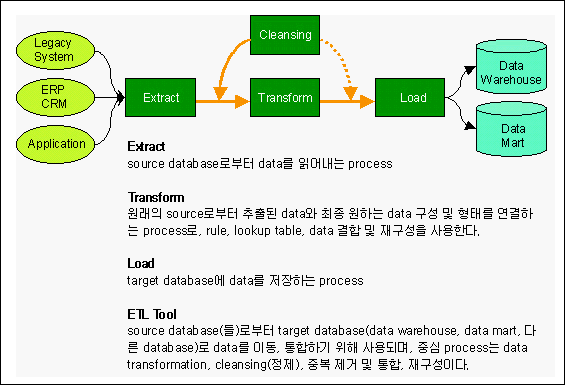 Legacy
System
ERP
CRM
Application
Cleansing
Extract
Transform
Load
Data
Warehouse
Data
Mart
Extract
source database로부터 data를 읽어내는 process
Transform
원래의 source로부터 추출된 data와 최종 원하는 data 구성 및 형태를 연결하
는 process로, rule, lookup table, data 결합 및 재구성을 사용한다.
Load
target database에 data를 저장하는 process
ETL Tool
source database(들)로부터 target database(data warehouse, data mart, 다
른 database)로 data를 이동, 통합하기 위해 사용되며, 중심 process는 data
transformation, cleansing(정제), 중복 제거 및 통합, 재구성이다.